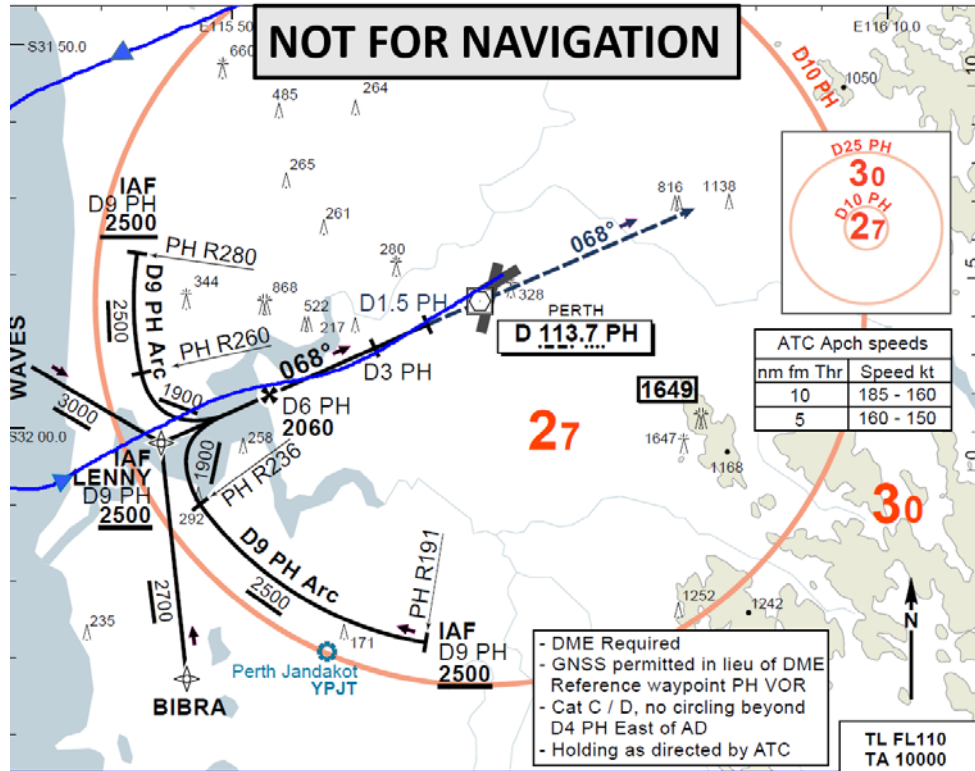 S31 50.0
E115 50
NOT FOR NAVIGATION
E116 10.0
10
660
485
264
D10 PH
1050
265
261
D25 PH
30
D10 PH
27
816
1138
IAF
D9 PH
2500
PH R280
280
068°
5
344
868
522
217
D1.5 PH
328
PERTH
D 113.7 PH
D9 PH Arc
2500
PH R260
068°
D3 PH
ATC Apch speeds
nm fm Thr Speed kt
10 185 - 160
5 160 - 150
WAVES
3000
1900
D6 PH
2060
1649
27
1647
1168
S32 00.0
258
1900
PH R236
IAF
LENNY
D9 PH
2500
292
0
30
D9 PH Arc
2500
PH R191
2700
235
171
IAF
D9 PH
2500
1252
1242
N
Perth Jandakot
YPJT
BIBRA
- DME Required
- GNSS permitted in lieu of DME
Reference waypoint PH VOR
- Cat C / D, no circling beyond
D4 PH East of AD
- Holding as directed by ATC
TL FL110
TA 10000